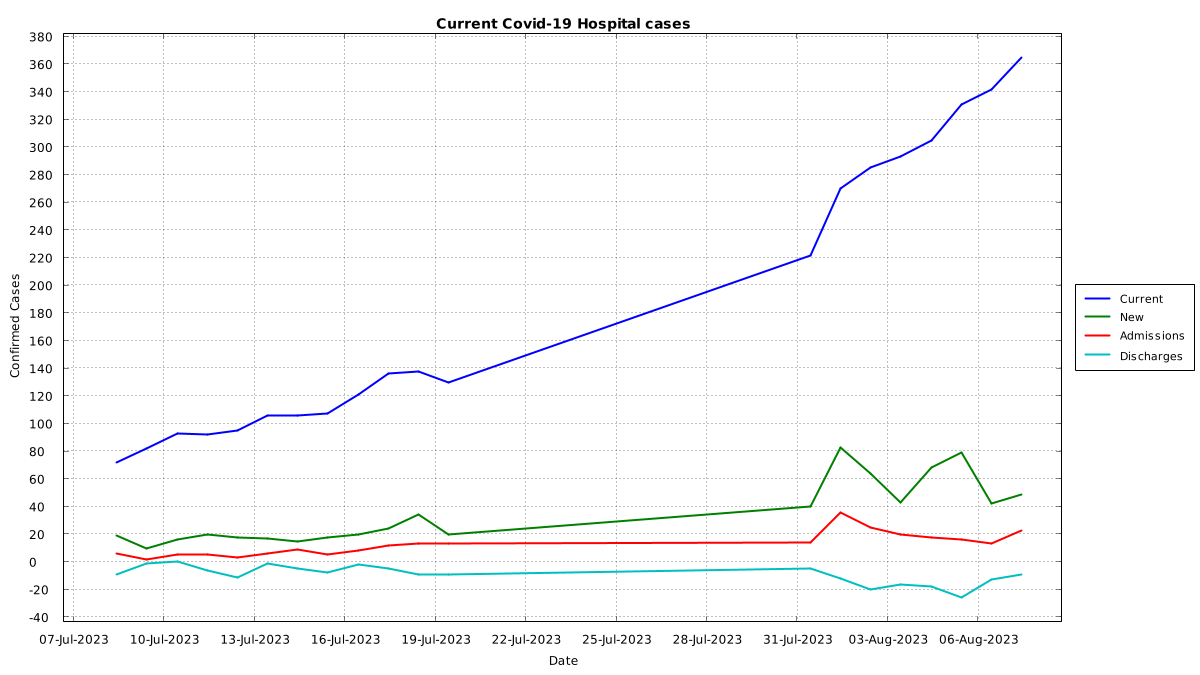 Current Covid-19 Hospital cases
380
360
340
320
300
280
260
240
220
200
180
160
140
120
100
80
60
40
20
0
-20
-40
Confirmed Cases
07-Jul-2023 10-Jul-2023 13-Jul-2023 16-Jul-2023 19-Jul-2023 22-Jul-2023 25-Jul-2023 28-Jul-2023 31-Jul-2023 03-Aug-2023 06-Aug-2023
Date
Current
New
Admissions
Discharges